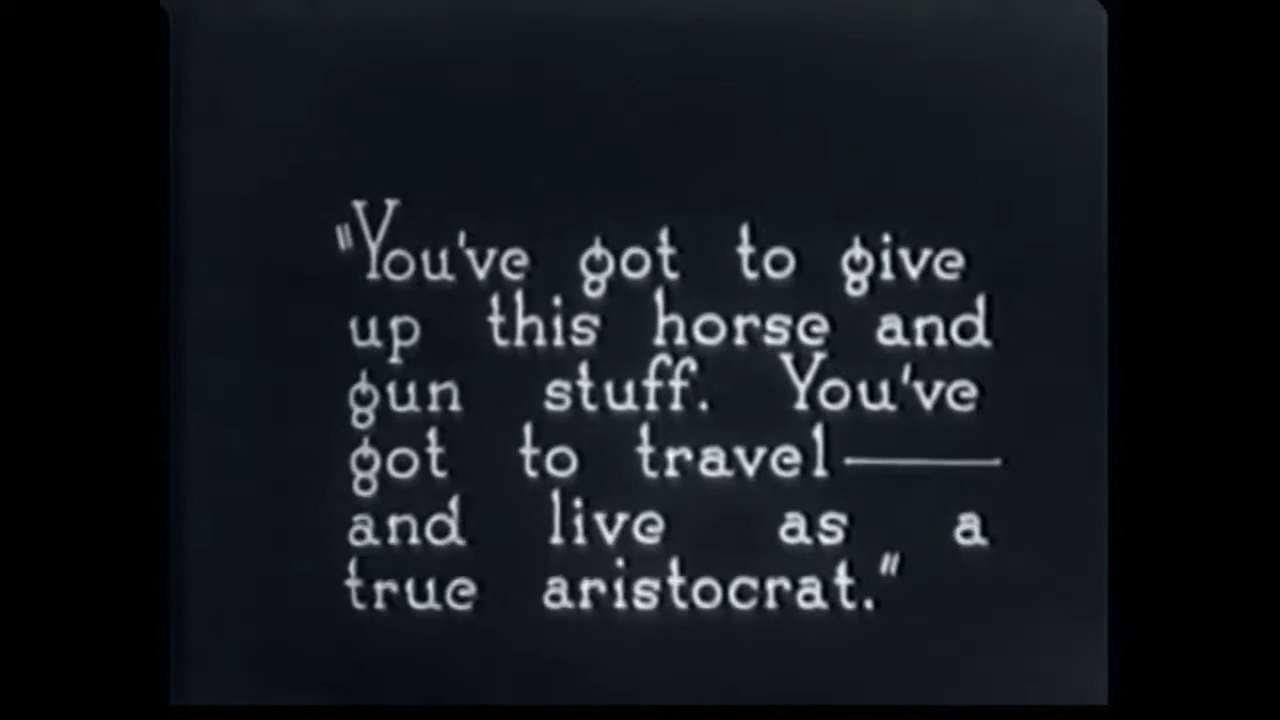 "You've got to give
up this horse and
gun stuff. You've
got to travel——
and live as a
true aristocrat."